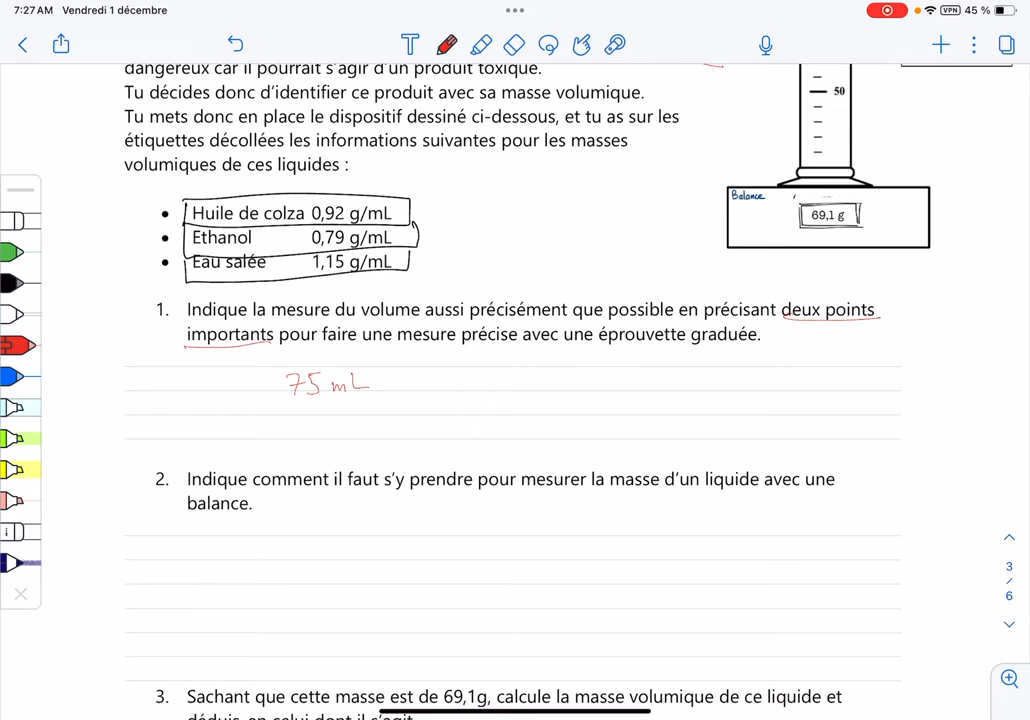 7:27 AM Vendredi 1 décembre
VPN 45 %
dangereux car il pourrait s'agir d'un produit toxique.
Tu décides donc d'identifier ce produit avec sa masse volumique.
Tu mets donc en place le dispositif dessiné ci-dessous, et tu as sur les
étiquettes décollées les informations suivantes pour les masses
volumiques de ces liquides :
50
Balance
69,1 g
• Huile de colza 0,92 g/mL
• Ethanol 0,79 g/mL
• Eau salée 1,15 g/mL
1. Indique la mesure du volume aussi précisément que possible en précisant deux points
importants pour faire une mesure précise avec une éprouvette graduée.
75 mL
2. Indique comment il faut s'y prendre pour mesurer la masse d'un liquide avec une
balance.
3
/
6
3. Sachant que cette masse est de 69,1g, calcule la masse volumique de ce liquide et
déduis-en celui dont il s'agit.